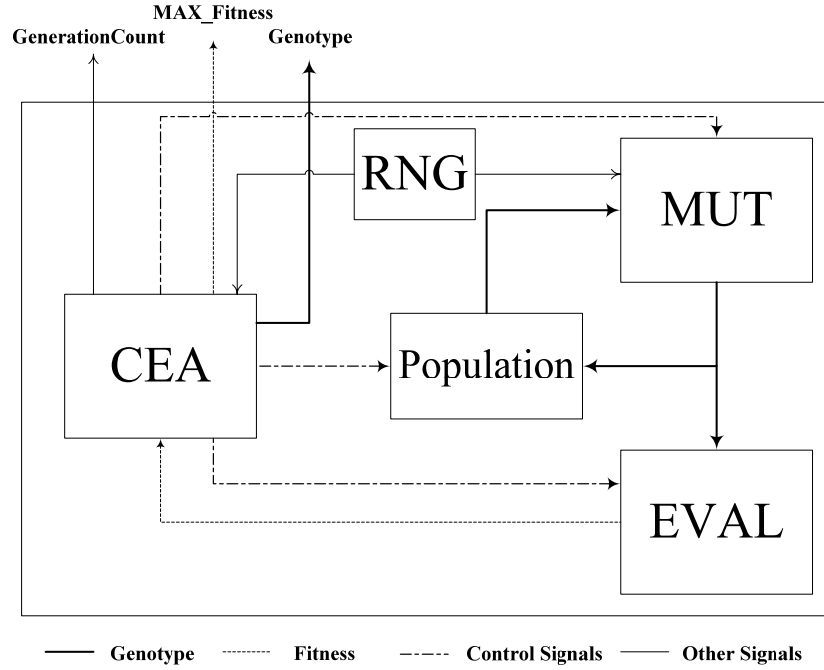 MAX_Fitness
GenerationCount
Genotype
RNG
MUT
CEA
Population
EVAL
Genotype
Fitness
Control Signals
Other Signals